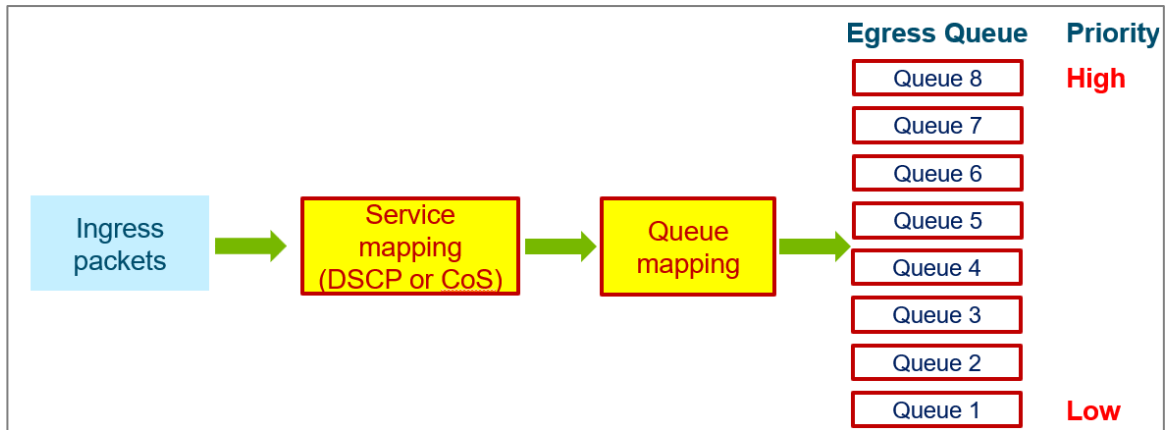 Egress Queue Priority
Queue 8 High
Queue 7
Queue 6
Queue 5
Queue 4
Queue 3
Queue 2
Queue 1 Low
Ingress
packets
Service
mapping
(DSCP or CoS)
Queue
mapping